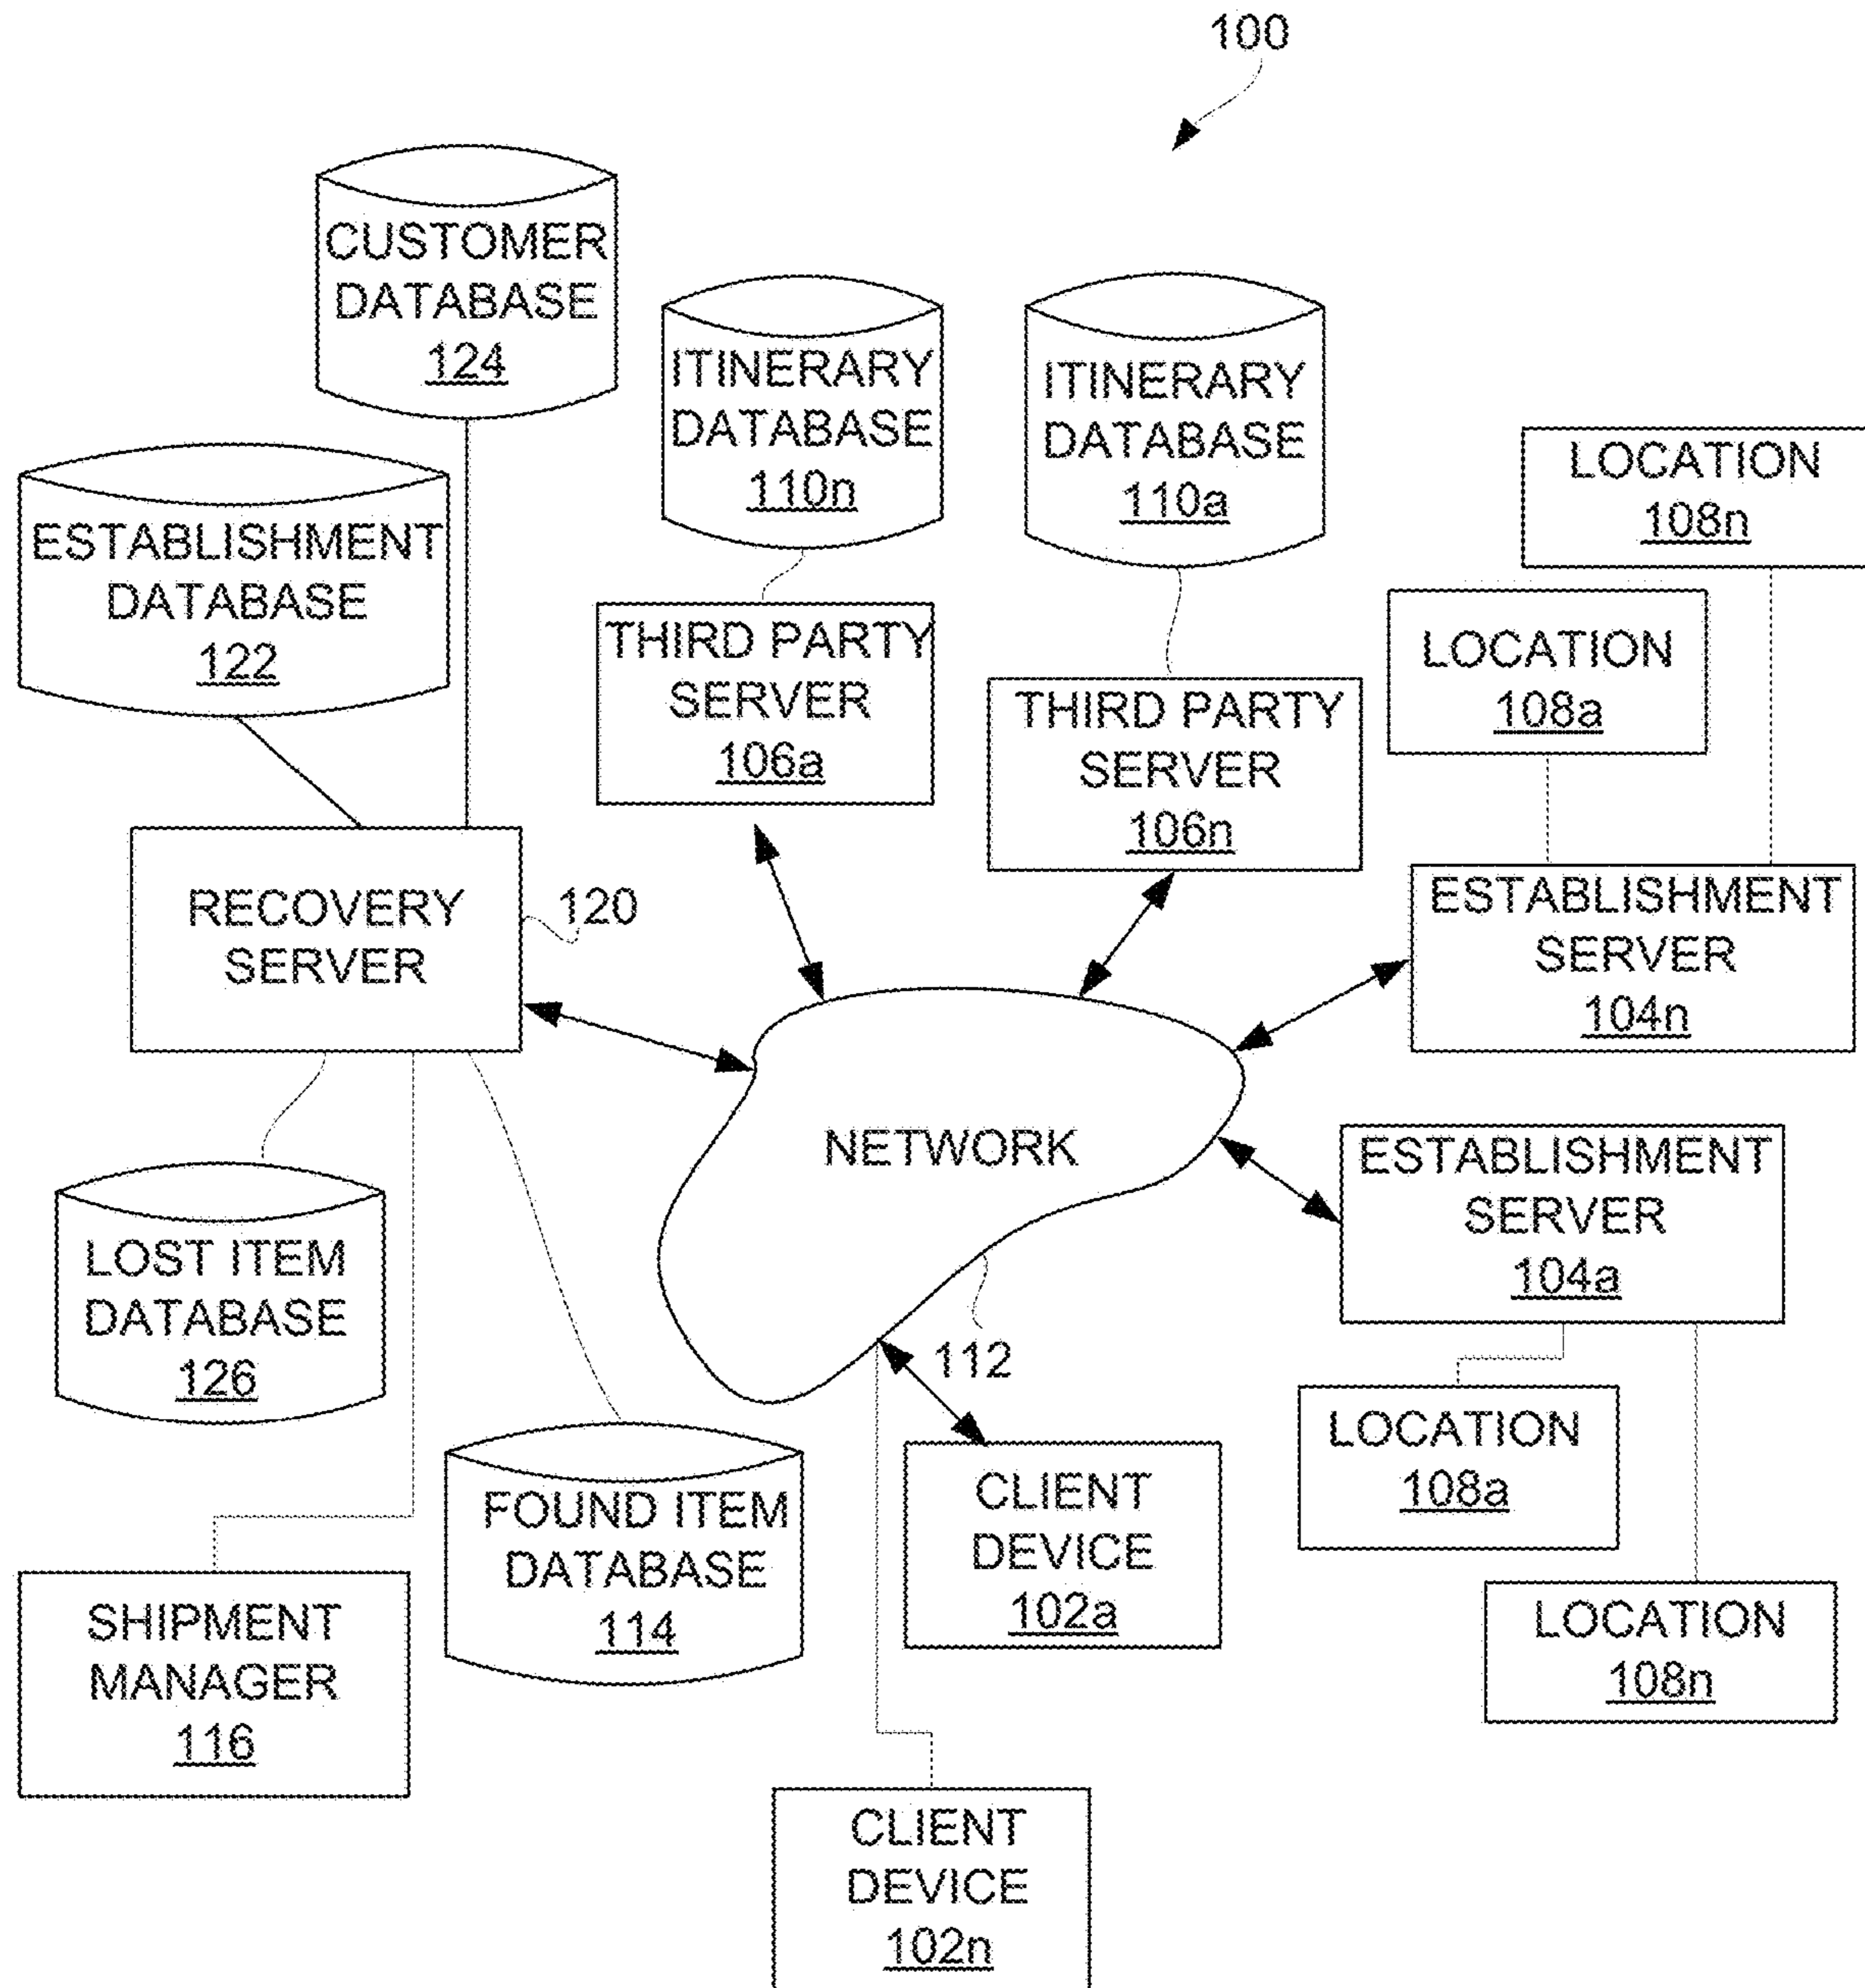 100
CUSTOMER
DATABASE
124
ITINERARY
DATABASE
110n
ITINERARY
DATABASE
110a
LOCATION
108n
ESTABLISHMENT
DATABASE
122
THIRD PARTY
SERVER
106a
LOCATION
108a
THIRD PARTY
SERVER
106n
RECOVERY
SERVER
120
ESTABLISHMENT
SERVER
104n
NETWORK
112
ESTABLISHMENT
SERVER
104a
LOST ITEM
DATABASE
126
LOCATION
108a
FOUND ITEM
DATABASE
114
CLIENT
DEVICE
102a
SHIPMENT
MANAGER
116
LOCATION
108n
CLIENT
DEVICE
102n